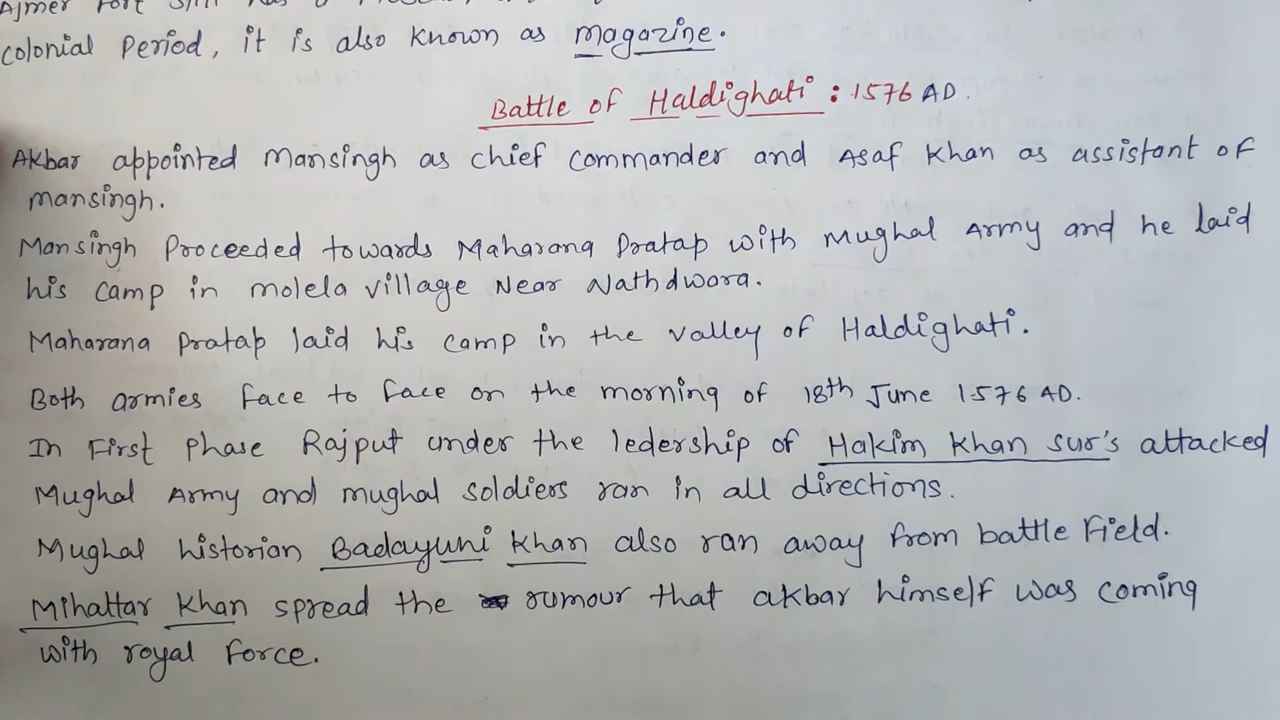 Ajmer Fort still has a
colonial Period, it is also known as magazine.
Battle of Haldighati : 1576 AD.
Akbar appointed Mansingh as chief commander and Asaf Khan as assistant of
mansingh.
Mansingh Proceeded towards Maharana Pratap with Mughal Army and he laid
his camp in molela village Near Nathdwora.
Maharana Pratap laid his camp in the valley of Haldighati.
Both armies face to face on the morning of 18th June 1576 AD.
In First Phase Rajput under the ledership of Hakim Khan sur's attacked
Mughal Army and mughal soldiers ran in all directions.
Mughal historian Badayuni Khan also ran away from battle Field.
Mihattar Khan spread the rumour that akbar himself was coming
with royal Force.